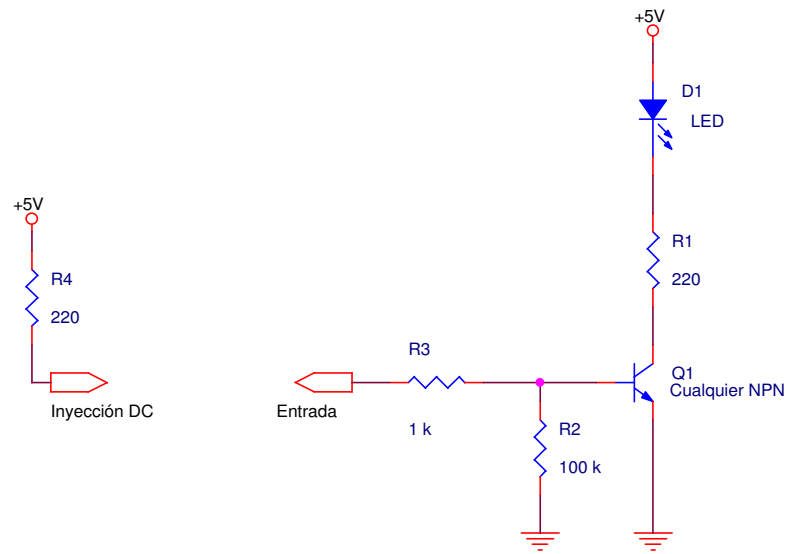 +5V
D1
LED
+5V
R1
220
R4
220
R3
Q1
Cualquier NPN
Inyección DC
Entrada
1 k
R2
100 k